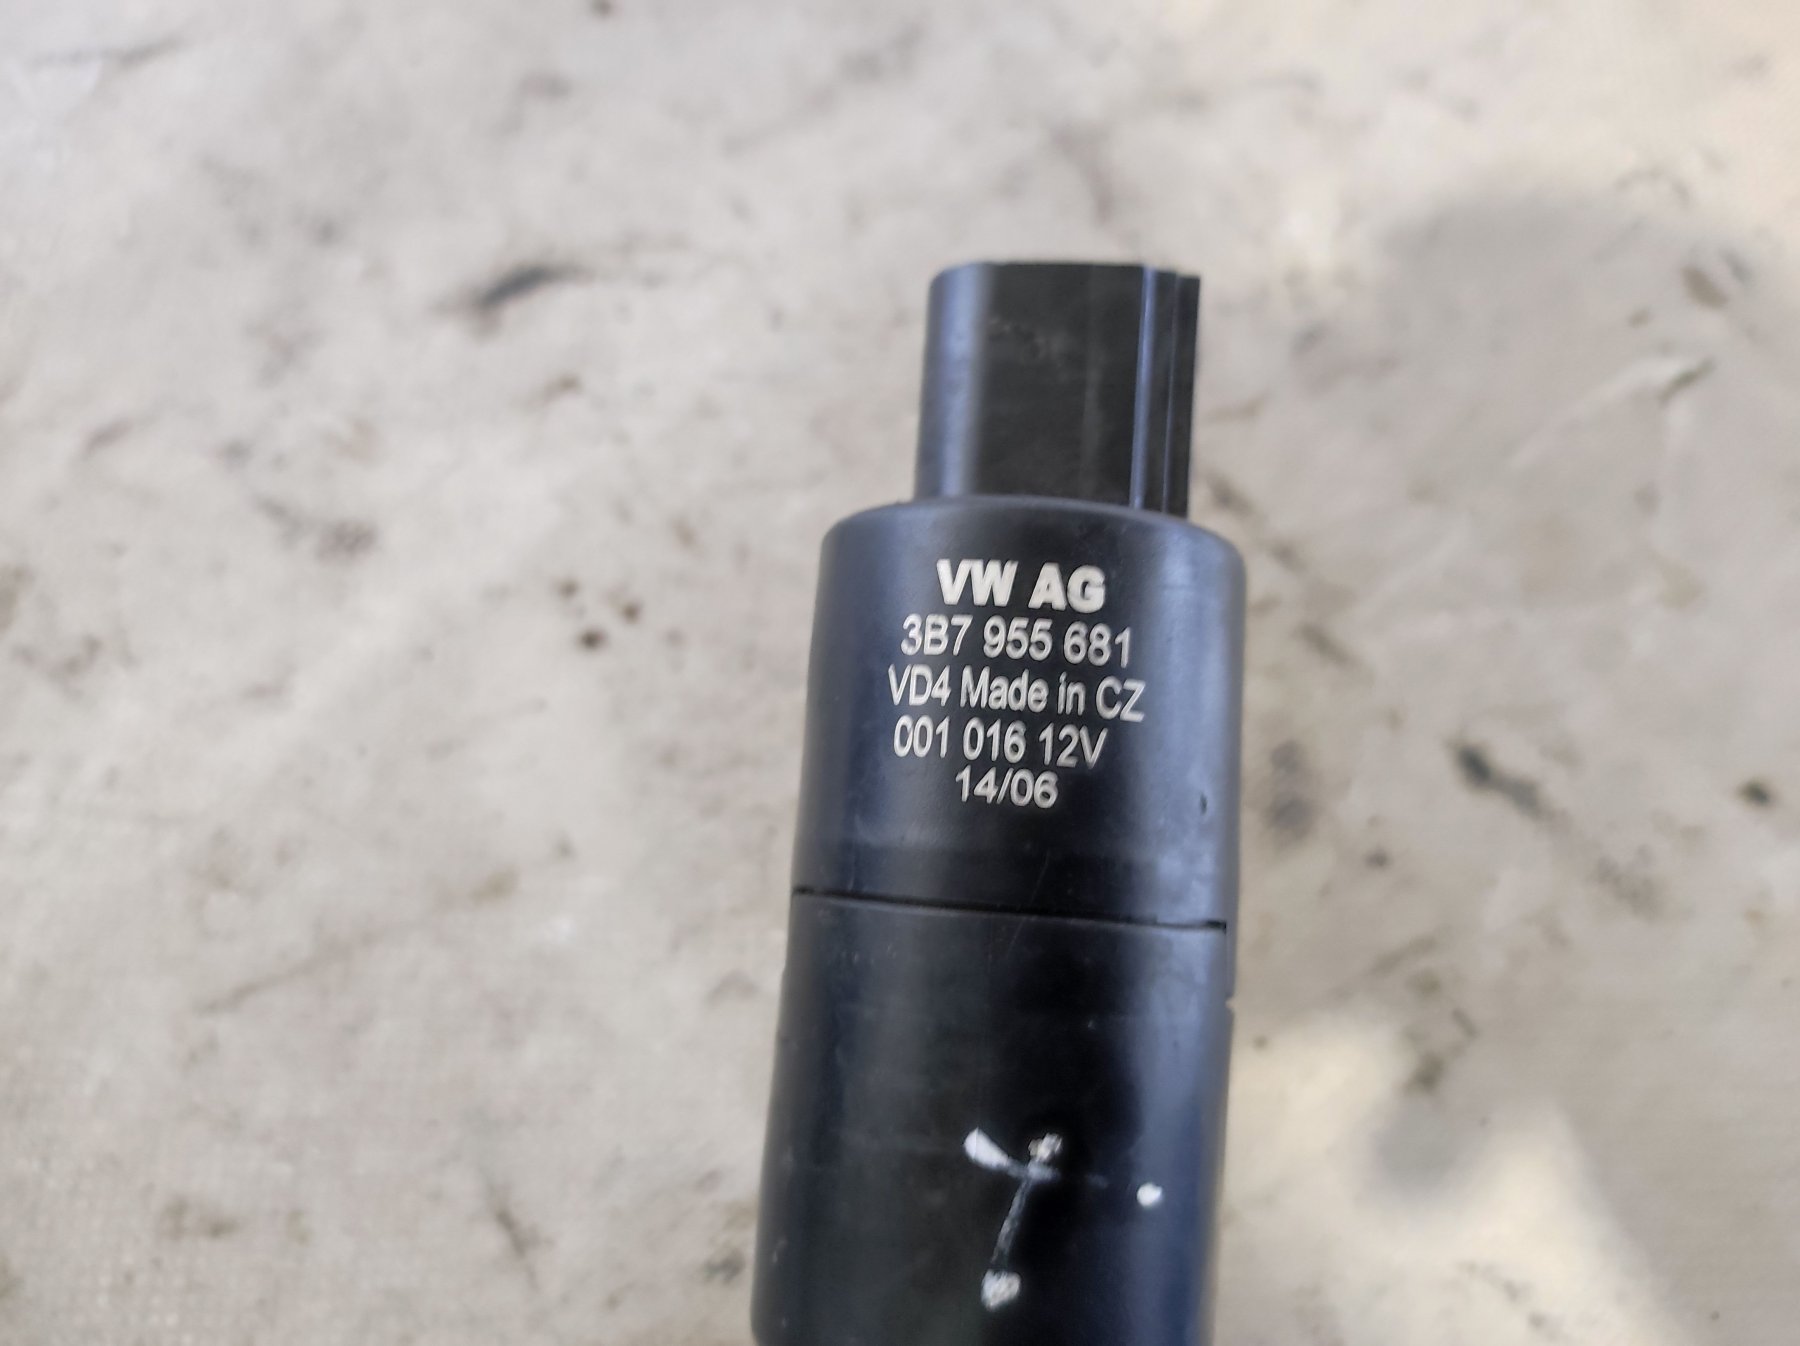 VW AG
3B7 955 681
VD4 Made in CZ
001 016 12V
14/06